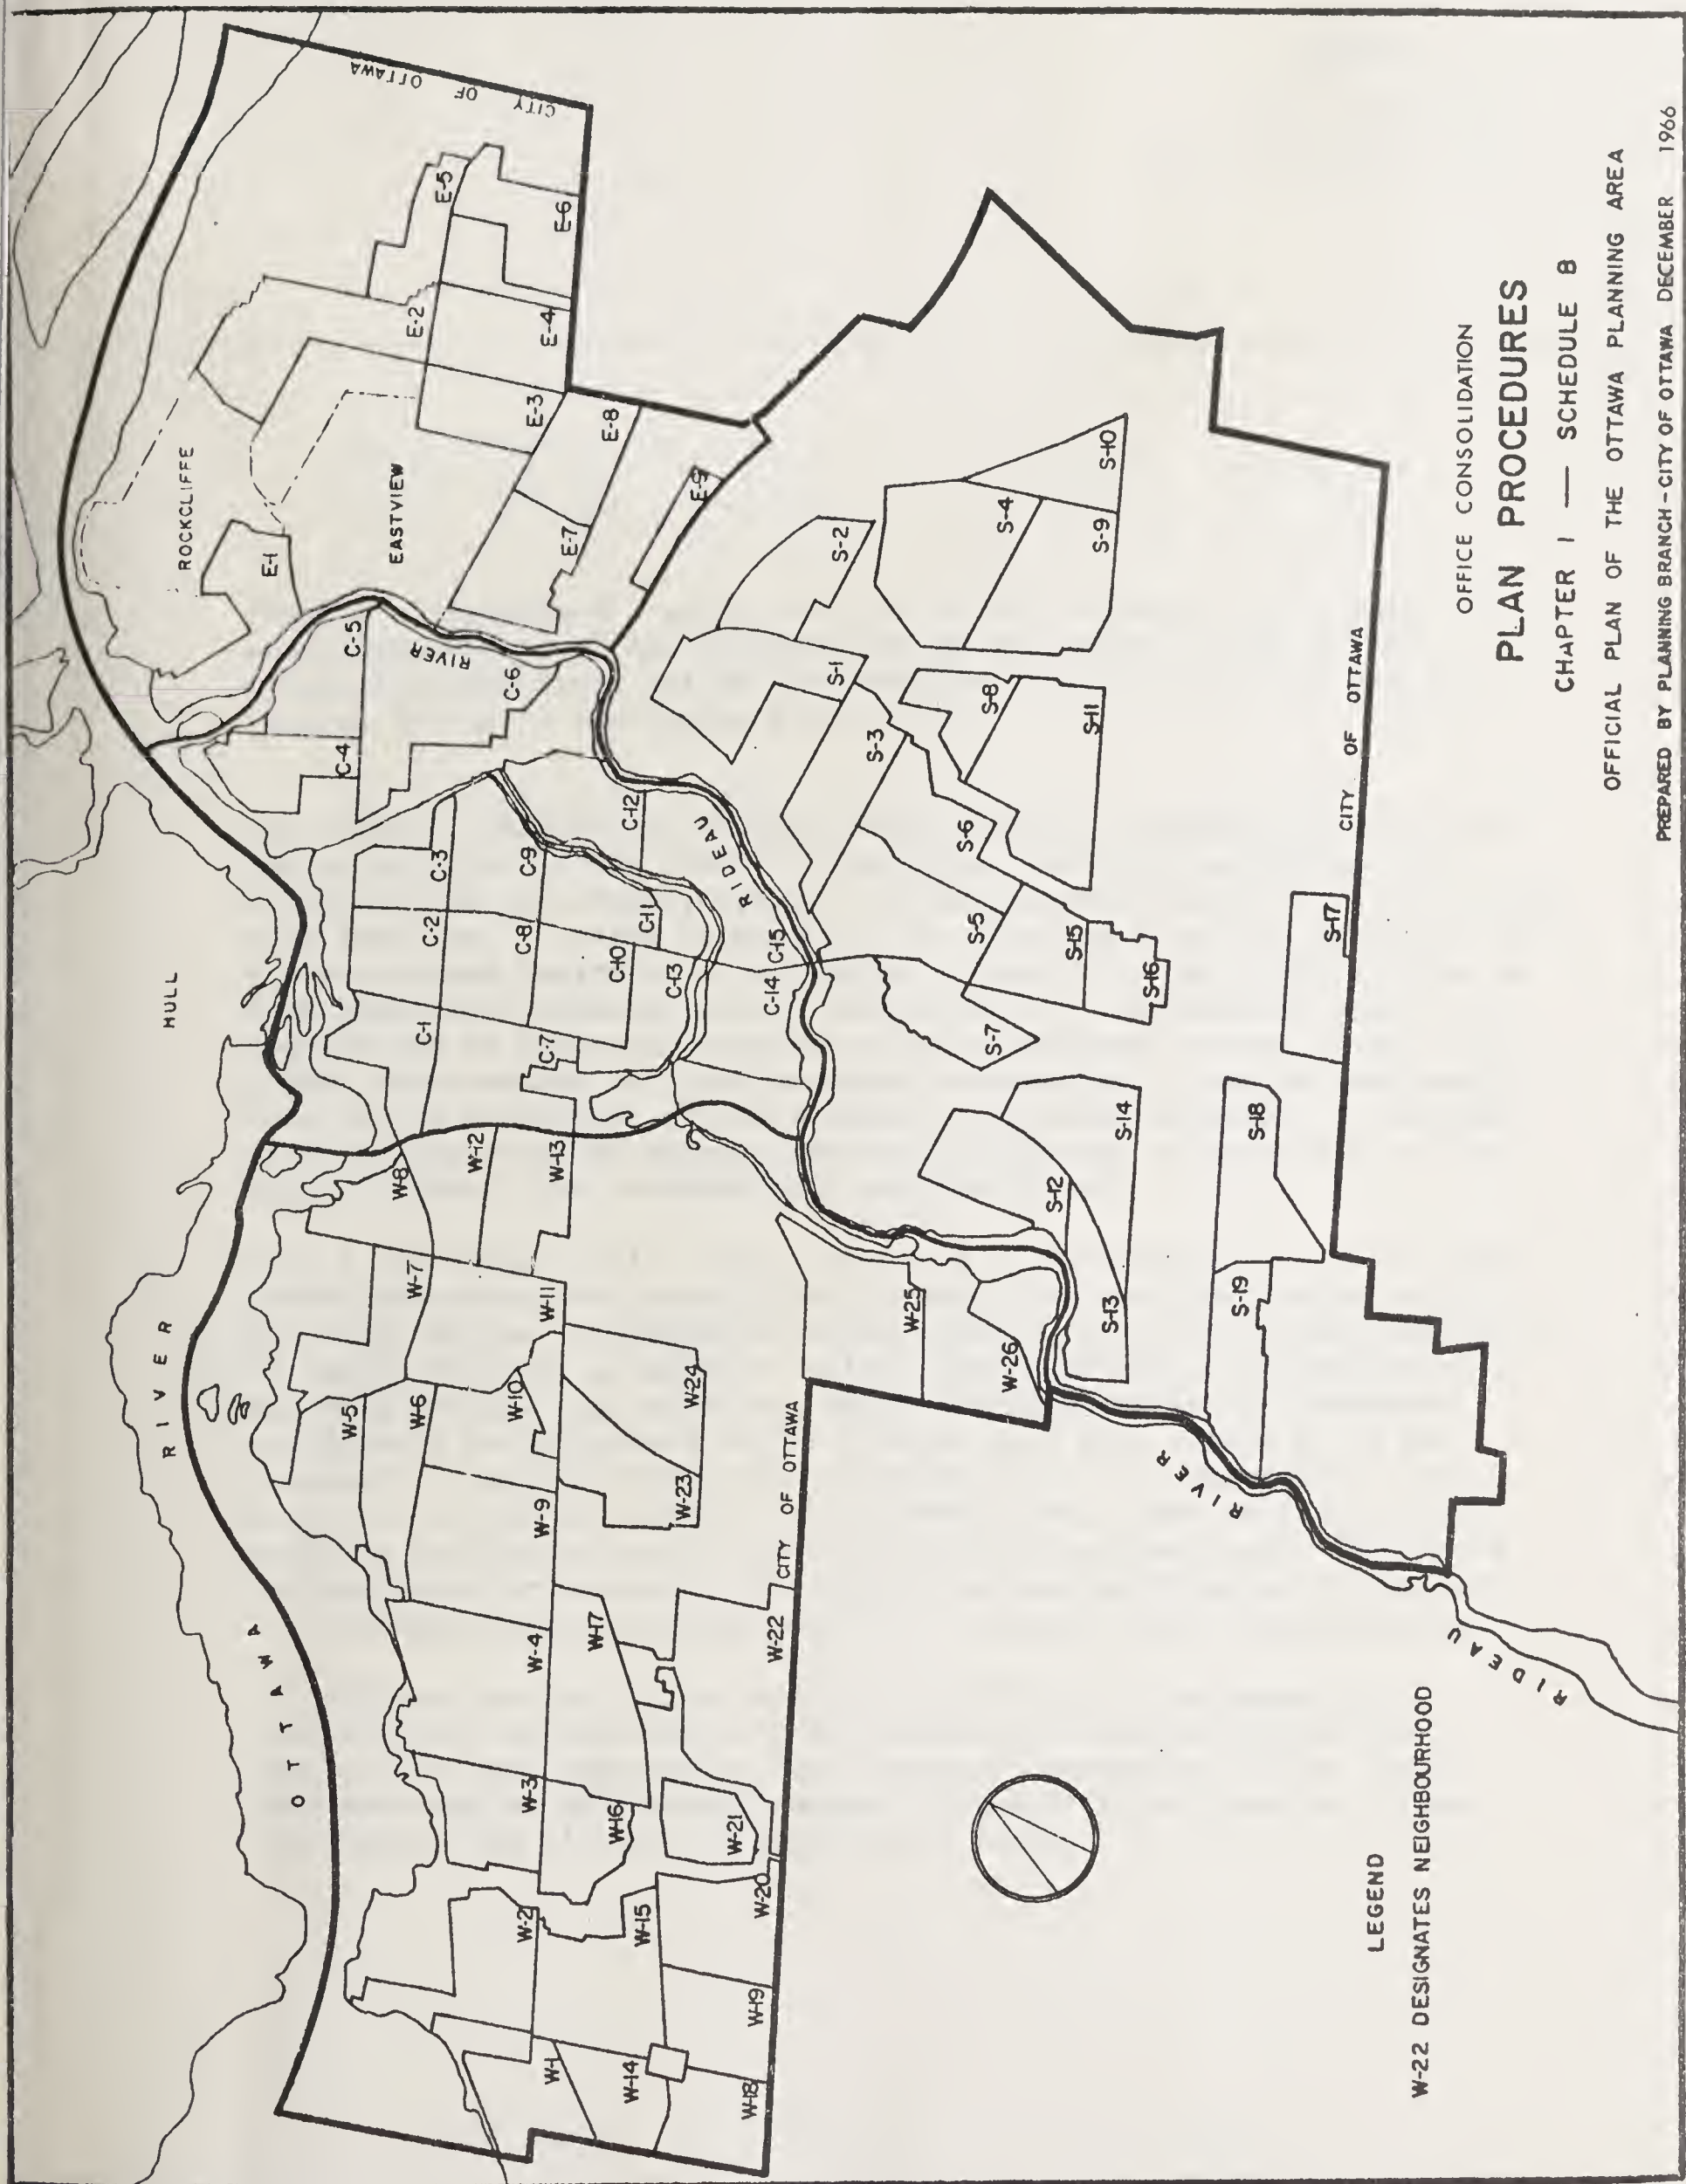 OFFICE CONSOLIDATION
PLAN PROCEDURES
CHAPTER I — SCHEDULE B
OFFICIAL PLAN OF THE OTTAWA PLANNING AREA
PREPARED BY PLANNING BRANCH - CITY OF OTTAWA DECEMBER 1966
LEGEND
W-22 DESIGNATES NEIGHBOURHOOD
OTTAWA RIVER
HULL
ROCKCLIFFE
EASTVIEW
CITY OF OTTAWA
CITY OF OTTAWA
CITY OF OTTAWA
RIDEAU RIVER
RIDEAU RIVER
E-1
E-2
E-3
E-4
E-5
E-6
E-7
E-8
E-9
C-1
C-2
C-3
C-4
C-5
C-6
C-7
C-8
C-9
C-10
C-11
C-12
C-13
C-14
C-15
W-1
W-2
W-3
W-4
W-5
W-6
W-7
W-8
W-9
W-10
W-11
W-12
W-13
W-14
W-15
W-16
W-17
W-18
W-19
W-20
W-21
W-22
W-23
W-24
W-25
W-26
S-1
S-2
S-3
S-4
S-5
S-6
S-7
S-8
S-9
S-10
S-11
S-12
S-13
S-14
S-15
S-16
S-17
S-18
S-19